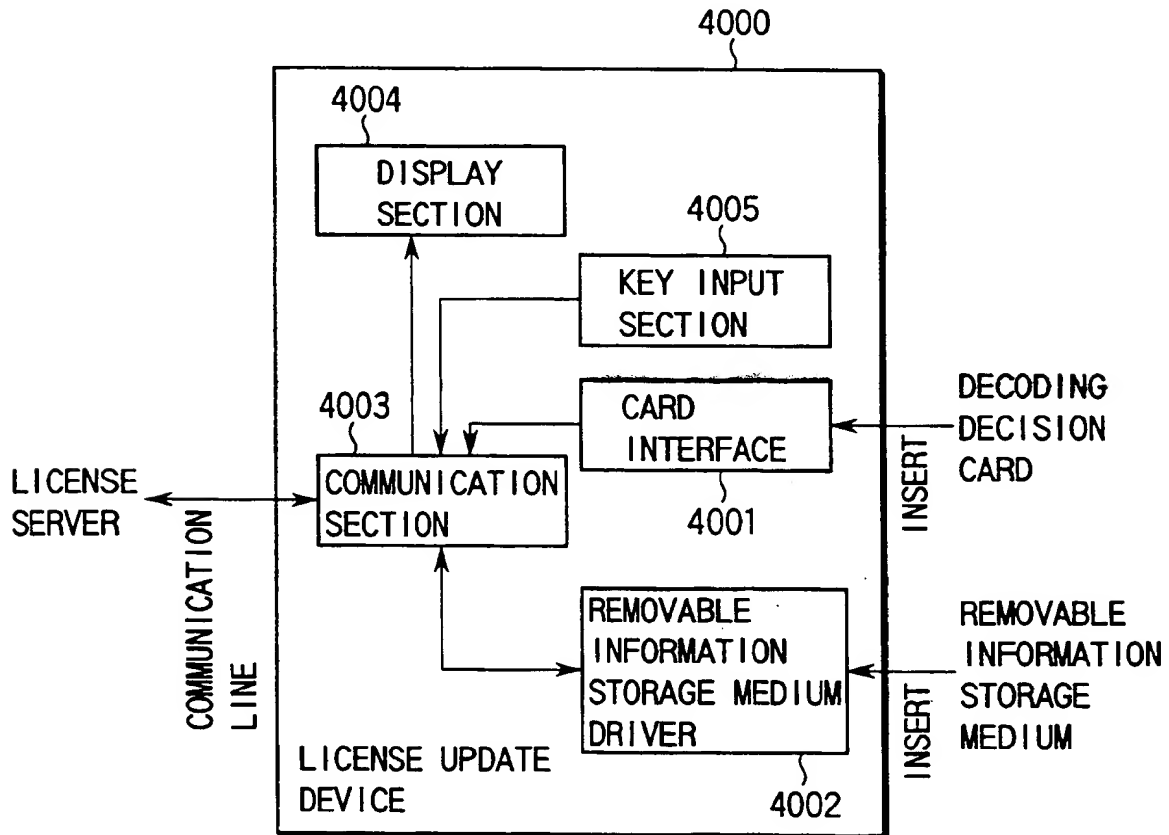 4000
4004
DISPLAY
SECTION
4005
KEY INPUT
SECTION
4003
CARD
INTERFACE
4001
INSERT
DECODING
DECISION
CARD
LICENSE
SERVER
COMMUNICATION
LINE
COMMUNICATION
SECTION
REMOVABLE
INFORMATION
STORAGE MEDIUM
DRIVER
4002
INSERT
REMOVABLE
INFORMATION
STORAGE
MEDIUM
LICENSE UPDATE
DEVICE